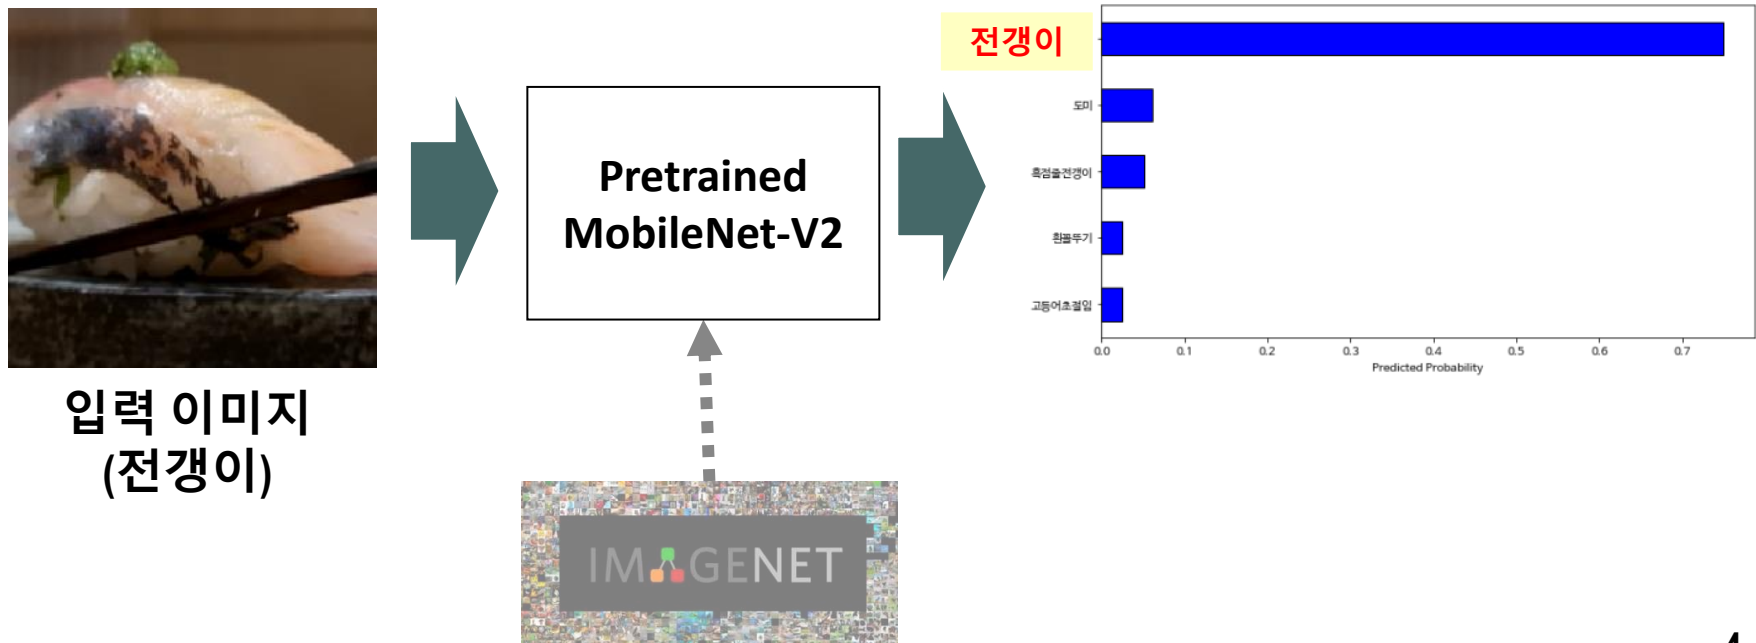 입력 이미지
(전갱이)
Pretrained
MobileNet-V2
IMAGENET
전갱이
도미
흑점줄전갱이
흰꼴뚜기
고등어초절임
0.0 0.1 0.2 0.3 0.4 0.5 0.6 0.7
Predicted Probability